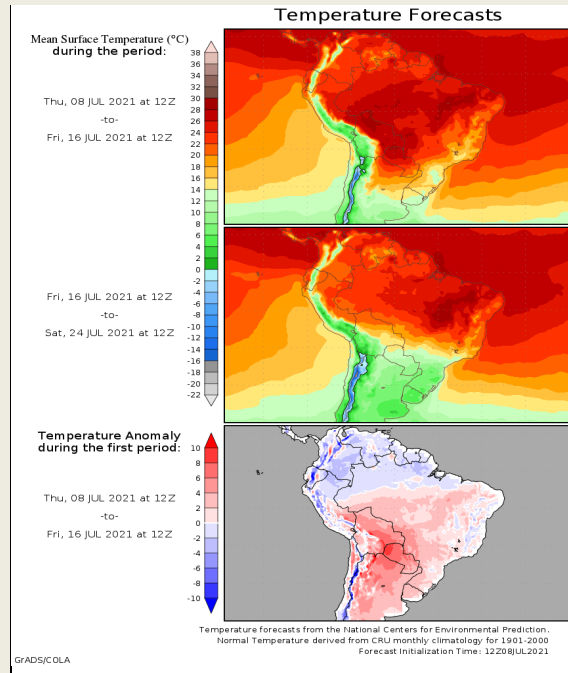 Temperature Forecasts
Mean Surface Temperature (°C)
during the period:
Thu, 08 JUL 2021 at 12Z
-to-
Fri, 16 JUL 2021 at 12Z
38
36
34
32
30
28
26
24
22
20
18
16
14
12
10
8
6
4
2
0
-2
-4
-6
-8
-10
-12
-14
-16
-18
-20
-22
Fri, 16 JUL 2021 at 12Z
-to-
Sat, 24 JUL 2021 at 12Z
Temperature Anomaly
during the first period:
Thu, 08 JUL 2021 at 12Z
-to-
Fri, 16 JUL 2021 at 12Z
10
8
6
4
2
0
-2
-4
-6
-8
-10
Temperature forecasts from the National Centers for Environmental Prediction.
Normal Temperature derived from CRU monthly climatology for 1901-2000
Forecast Initialization Time: 12Z08JUL2021
GrADS/COLA